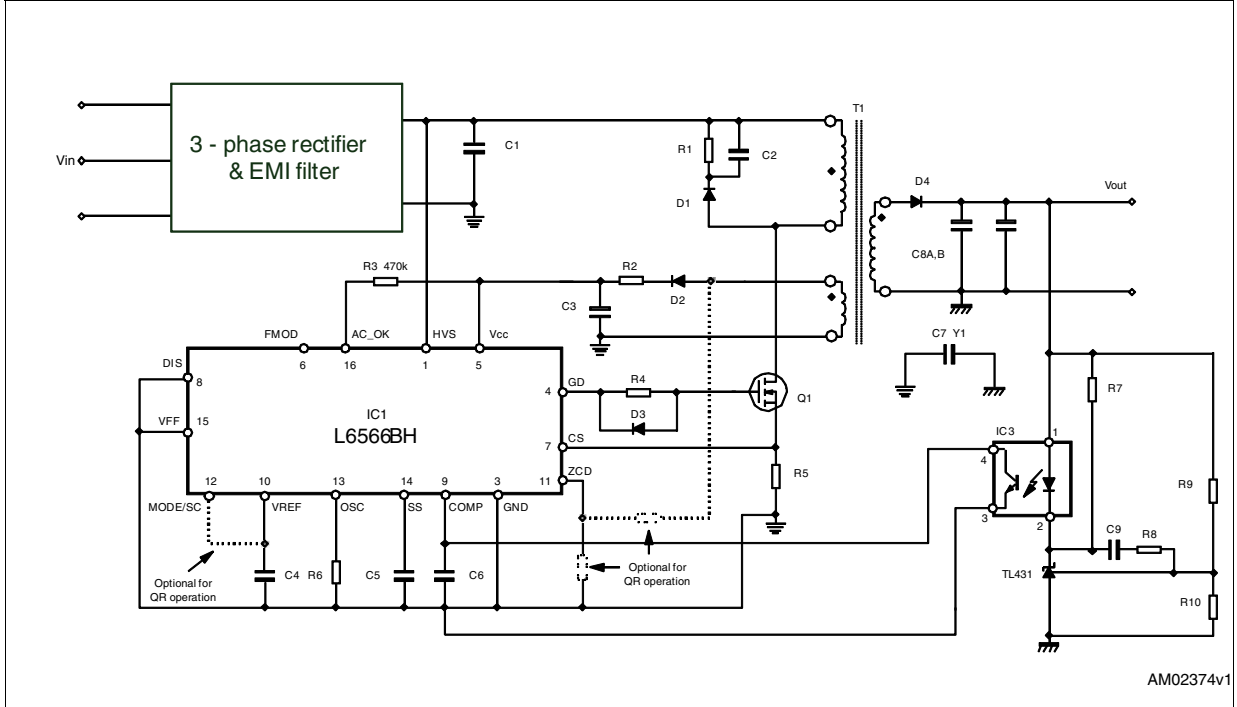 T1
3 - phase rectifier
& EMI filter
Vin
C1
R1
C2
D1
D4
Vout
C8A,B
R3 470k
R2
D2
C3
C7 Y1
FMOD
AC_OK
HVS
Vcc
6
16
1
5
DIS
8
VFF
15
IC1
L6566BH
4
GD
R4
D3
Q1
7
CS
ZCD
11
R5
R7
IC3
1
4
3
2
R9
C9
R8
TL431
R10
12
10
13
14
9
3
MODE/SC
VREF
OSC
SS
COMP
GND
Optional for
QR operation
C4
R6
C5
C6
Optional for
QR operation
AM02374v1